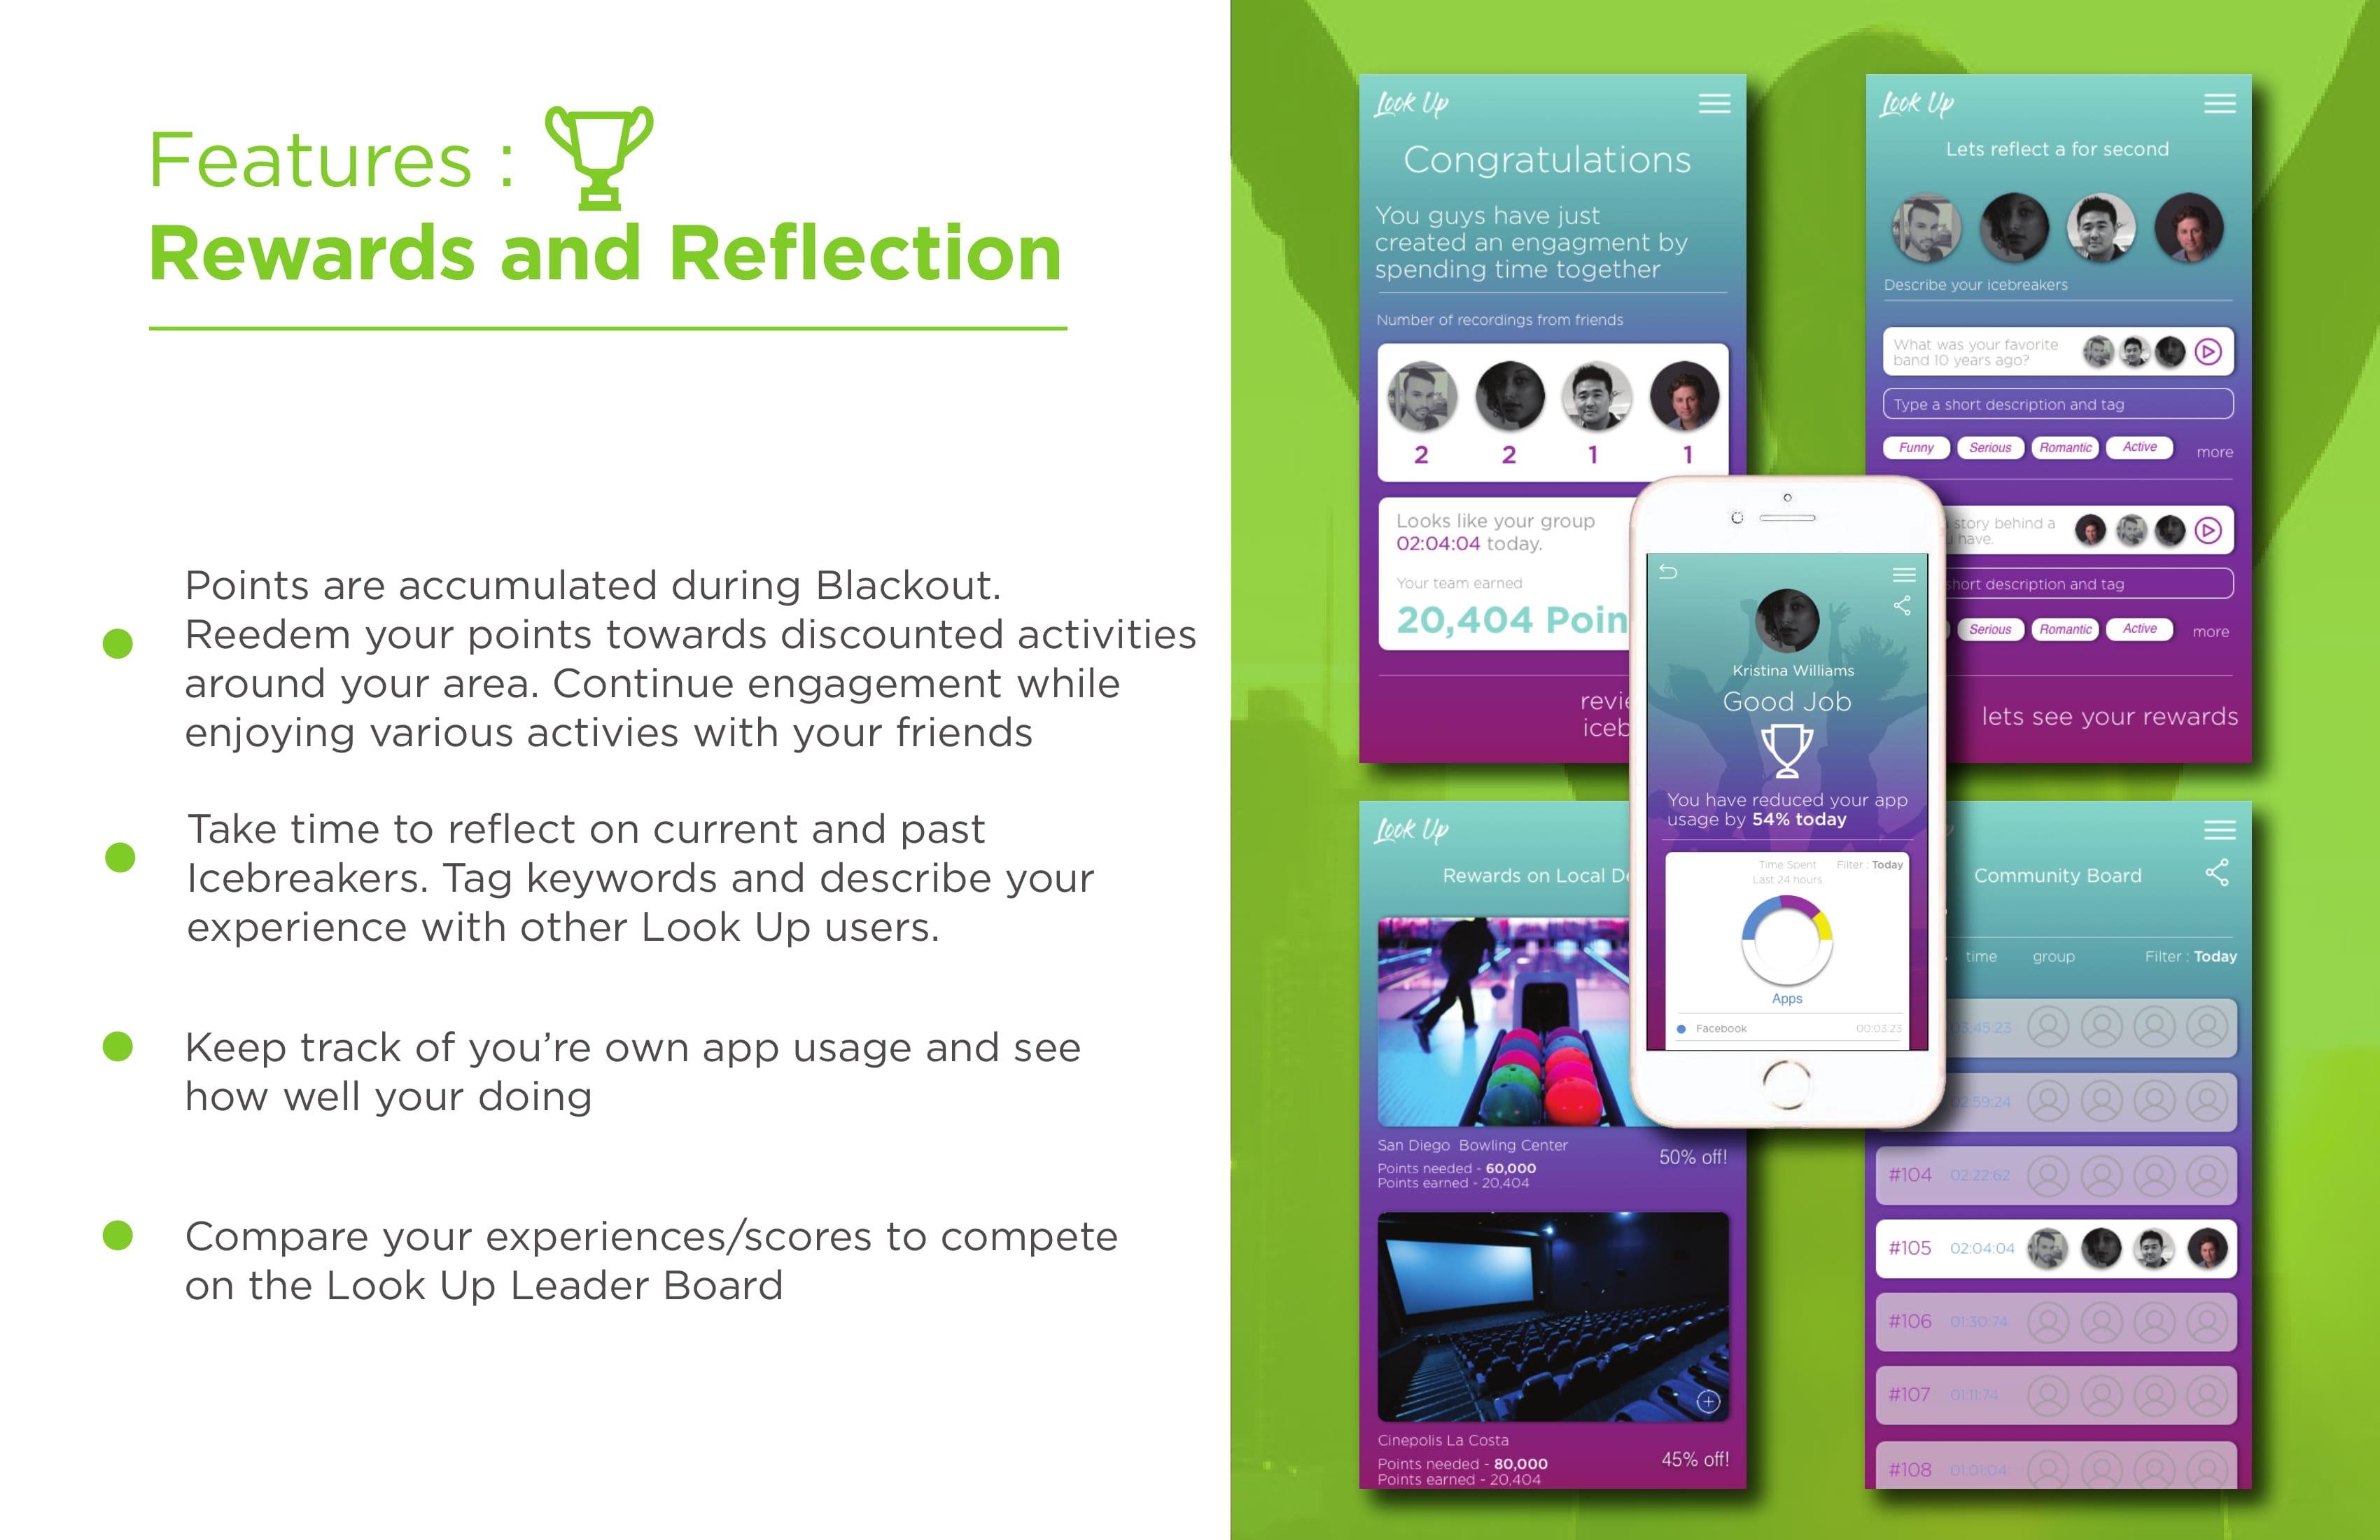 Features :
Rewards and Reflection
Points are accumulated during Blackout.
Reedem your points towards discounted activities
around your area. Continue engagement while
enjoying various activies with your friends
Take time to reflect on current and past
Icebreakers. Tag keywords and describe your
experience with other Look Up users.
Keep track of you're own app usage and see
how well your doing
Compare your experiences/scores to compete
on the Look Up Leader Board
Look Up
Congratulations
You guys have just
created an engagment by
spending time together
Number of recordings from friends
2 2 1 1
Looks like your group
02:04:04 today.
Your team earned
20,404 Poin
revie
iceb
Look Up
Lets reflect a for second
Describe your icebreakers
What was your favorite
band 10 years ago?
Type a short description and tag
Funny Serious Romantic Active more
story behind a
have.
short description and tag
Serious Romantic Active more
lets see your rewards
Kristina Williams
Good Job
You have reduced your app
usage by 54% today
Time Spent Filter : Today
Last 24 hours
Apps
Facebook 00:03:23
Look Up
Rewards on Local De
San Diego Bowling Center
50% off!
Points needed - 60,000
Points earned - 20,404
Cinepolis La Costa
45% off!
Points needed - 80,000
Points earned - 20,404
Community Board
time group Filter : Today
03:45:23
02:59:24
#104 02:22:62
#105 02:04:04
#106 01:30:74
#107 01:11:74
#108 01:01:04